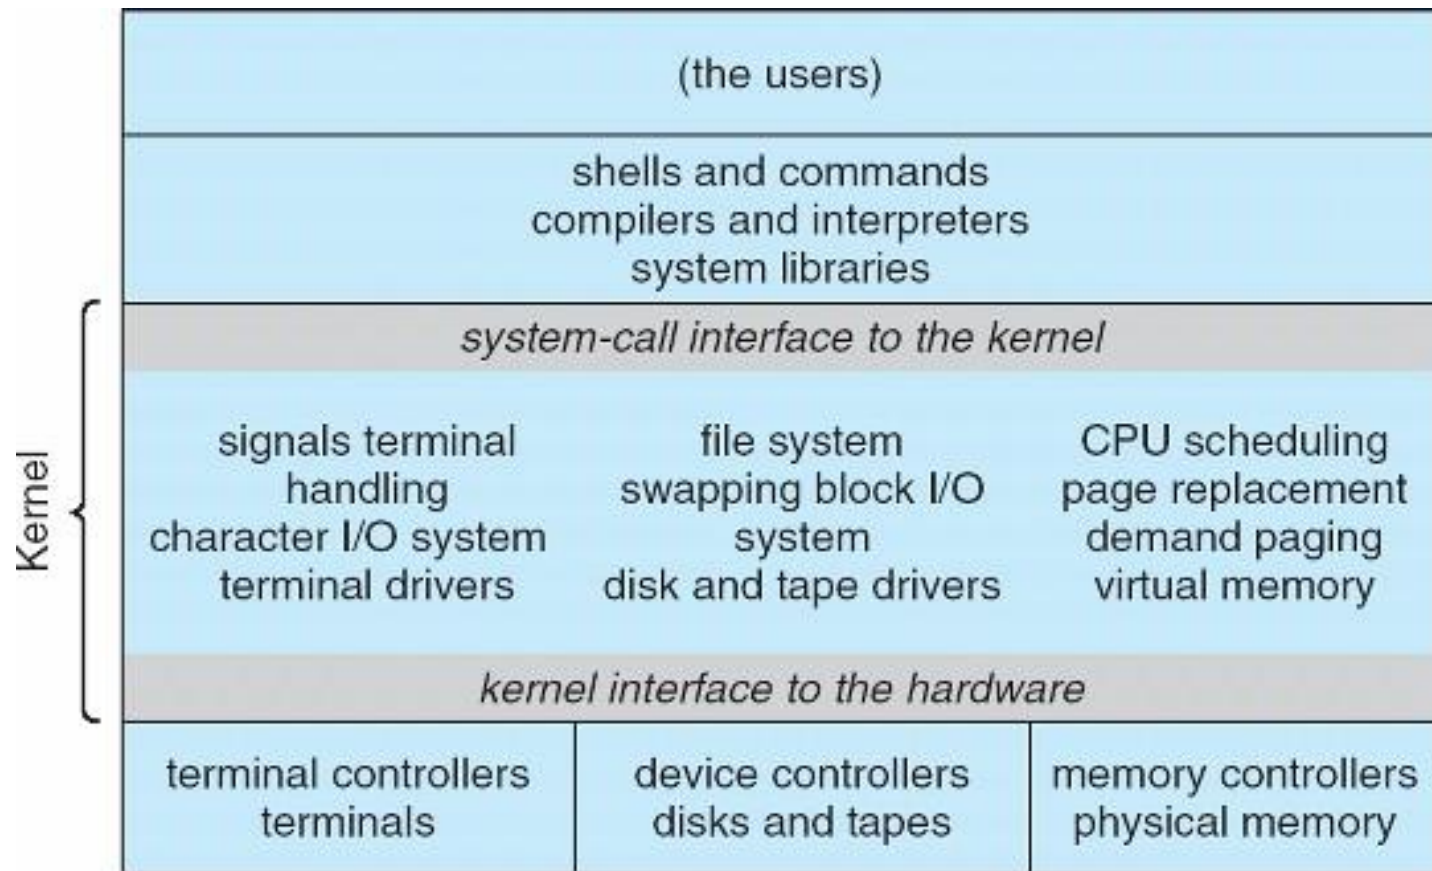 (the users)
shells and commands
compilers and interpreters
system libraries
Kernel
system-call interface to the kernel
signals terminal
handling
character I/O system
terminal drivers
file system
swapping block I/O
system
disk and tape drivers
CPU scheduling
page replacement
demand paging
virtual memory
kernel interface to the hardware
terminal controllers
terminals
device controllers
disks and tapes
memory controllers
physical memory